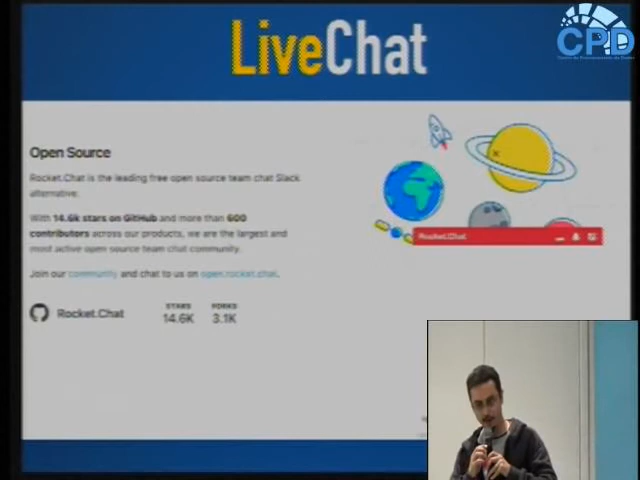 LiveChat
CPD
Open Source
Rocket.Chat is the leading free open source team chat Slack
alternative.
With 14.6k stars on GitHub and more than 600
contributors across our products, we are the largest and
most active open source team chat community.
Join our community and chat to us on open.rocket.chat.
Rocket.Chat
STARS
FORKS
14.6K
3.1K
Rocket.Chat